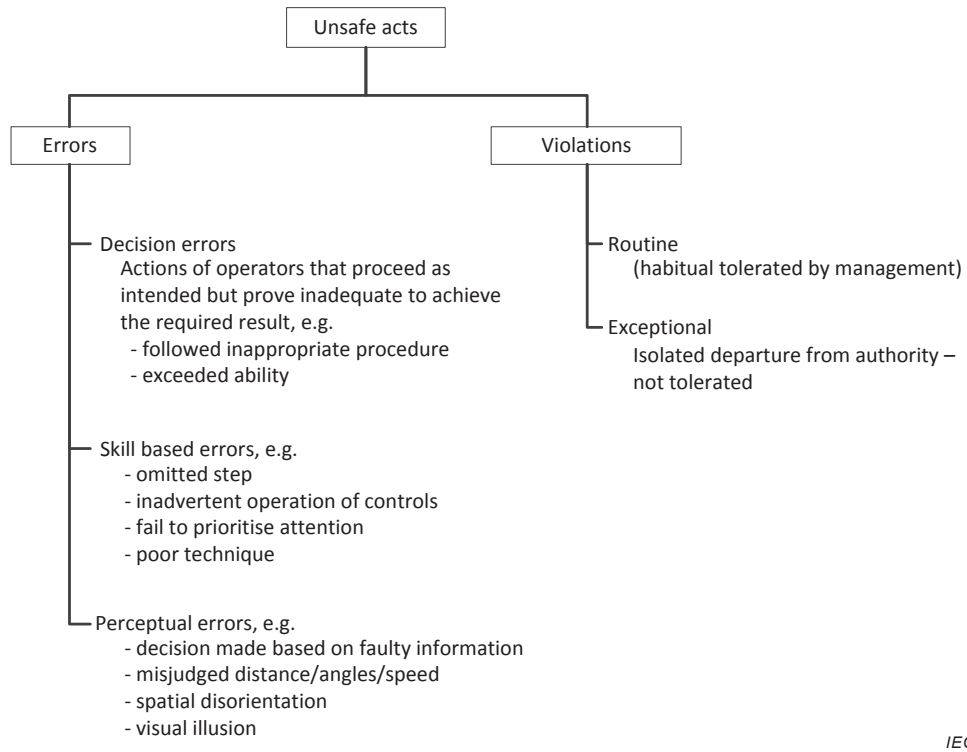 Unsafe acts
Errors
Violations
Decision errors
Actions of operators that proceed as
intended but prove inadequate to achieve
the required result, e.g.
- followed inappropriate procedure
- exceeded ability
Routine
(habitual tolerated by management)
Exceptional
Isolated departure from authority –
not tolerated
Skill based errors, e.g.
- omitted step
- inadvertent operation of controls
- fail to prioritise attention
- poor technique
Perceptual errors, e.g.
- decision made based on faulty information
- misjudged distance/angles/speed
- spatial disorientation
- visual illusion